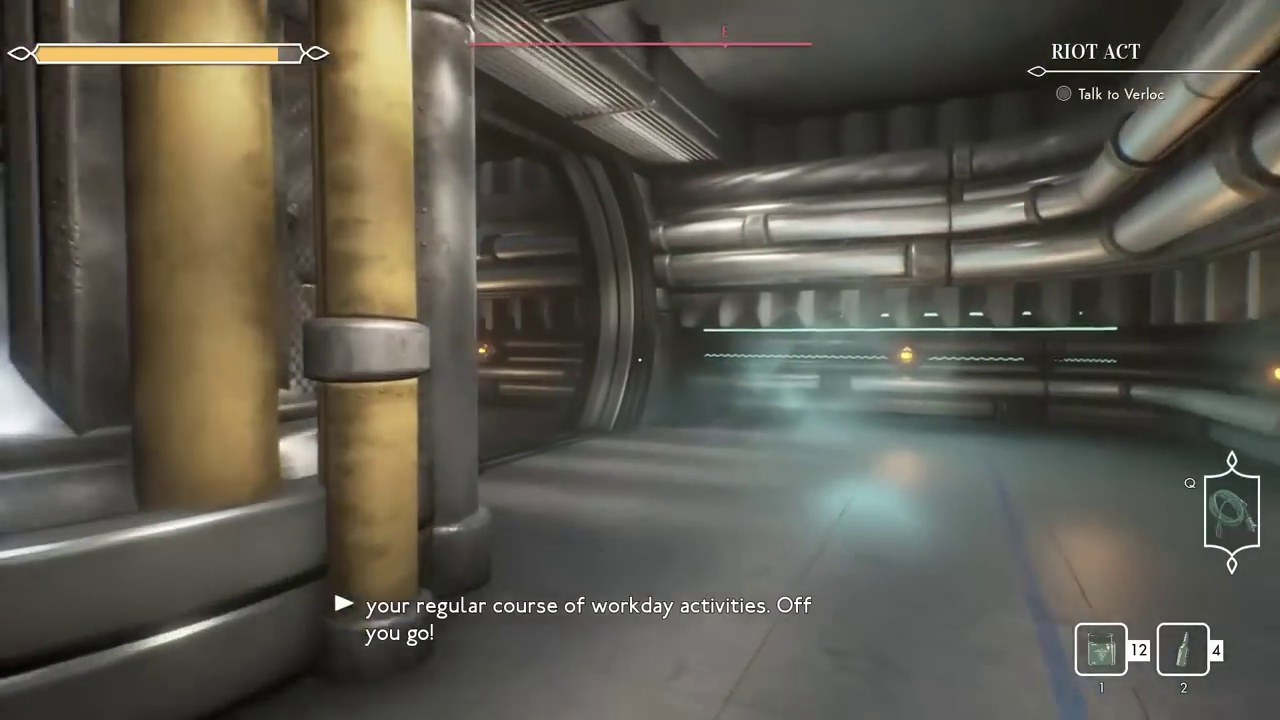 E
RIOT ACT
Talk to Verloc
Q
your regular course of workday activities. Off
you go!
12
4
1
2